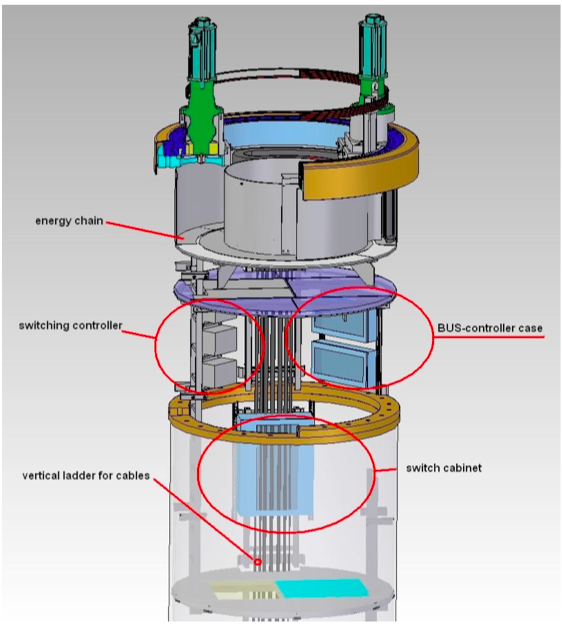 energy chain
switching controller
BUS-controller case
switch cabinet
vertical ladder for cables